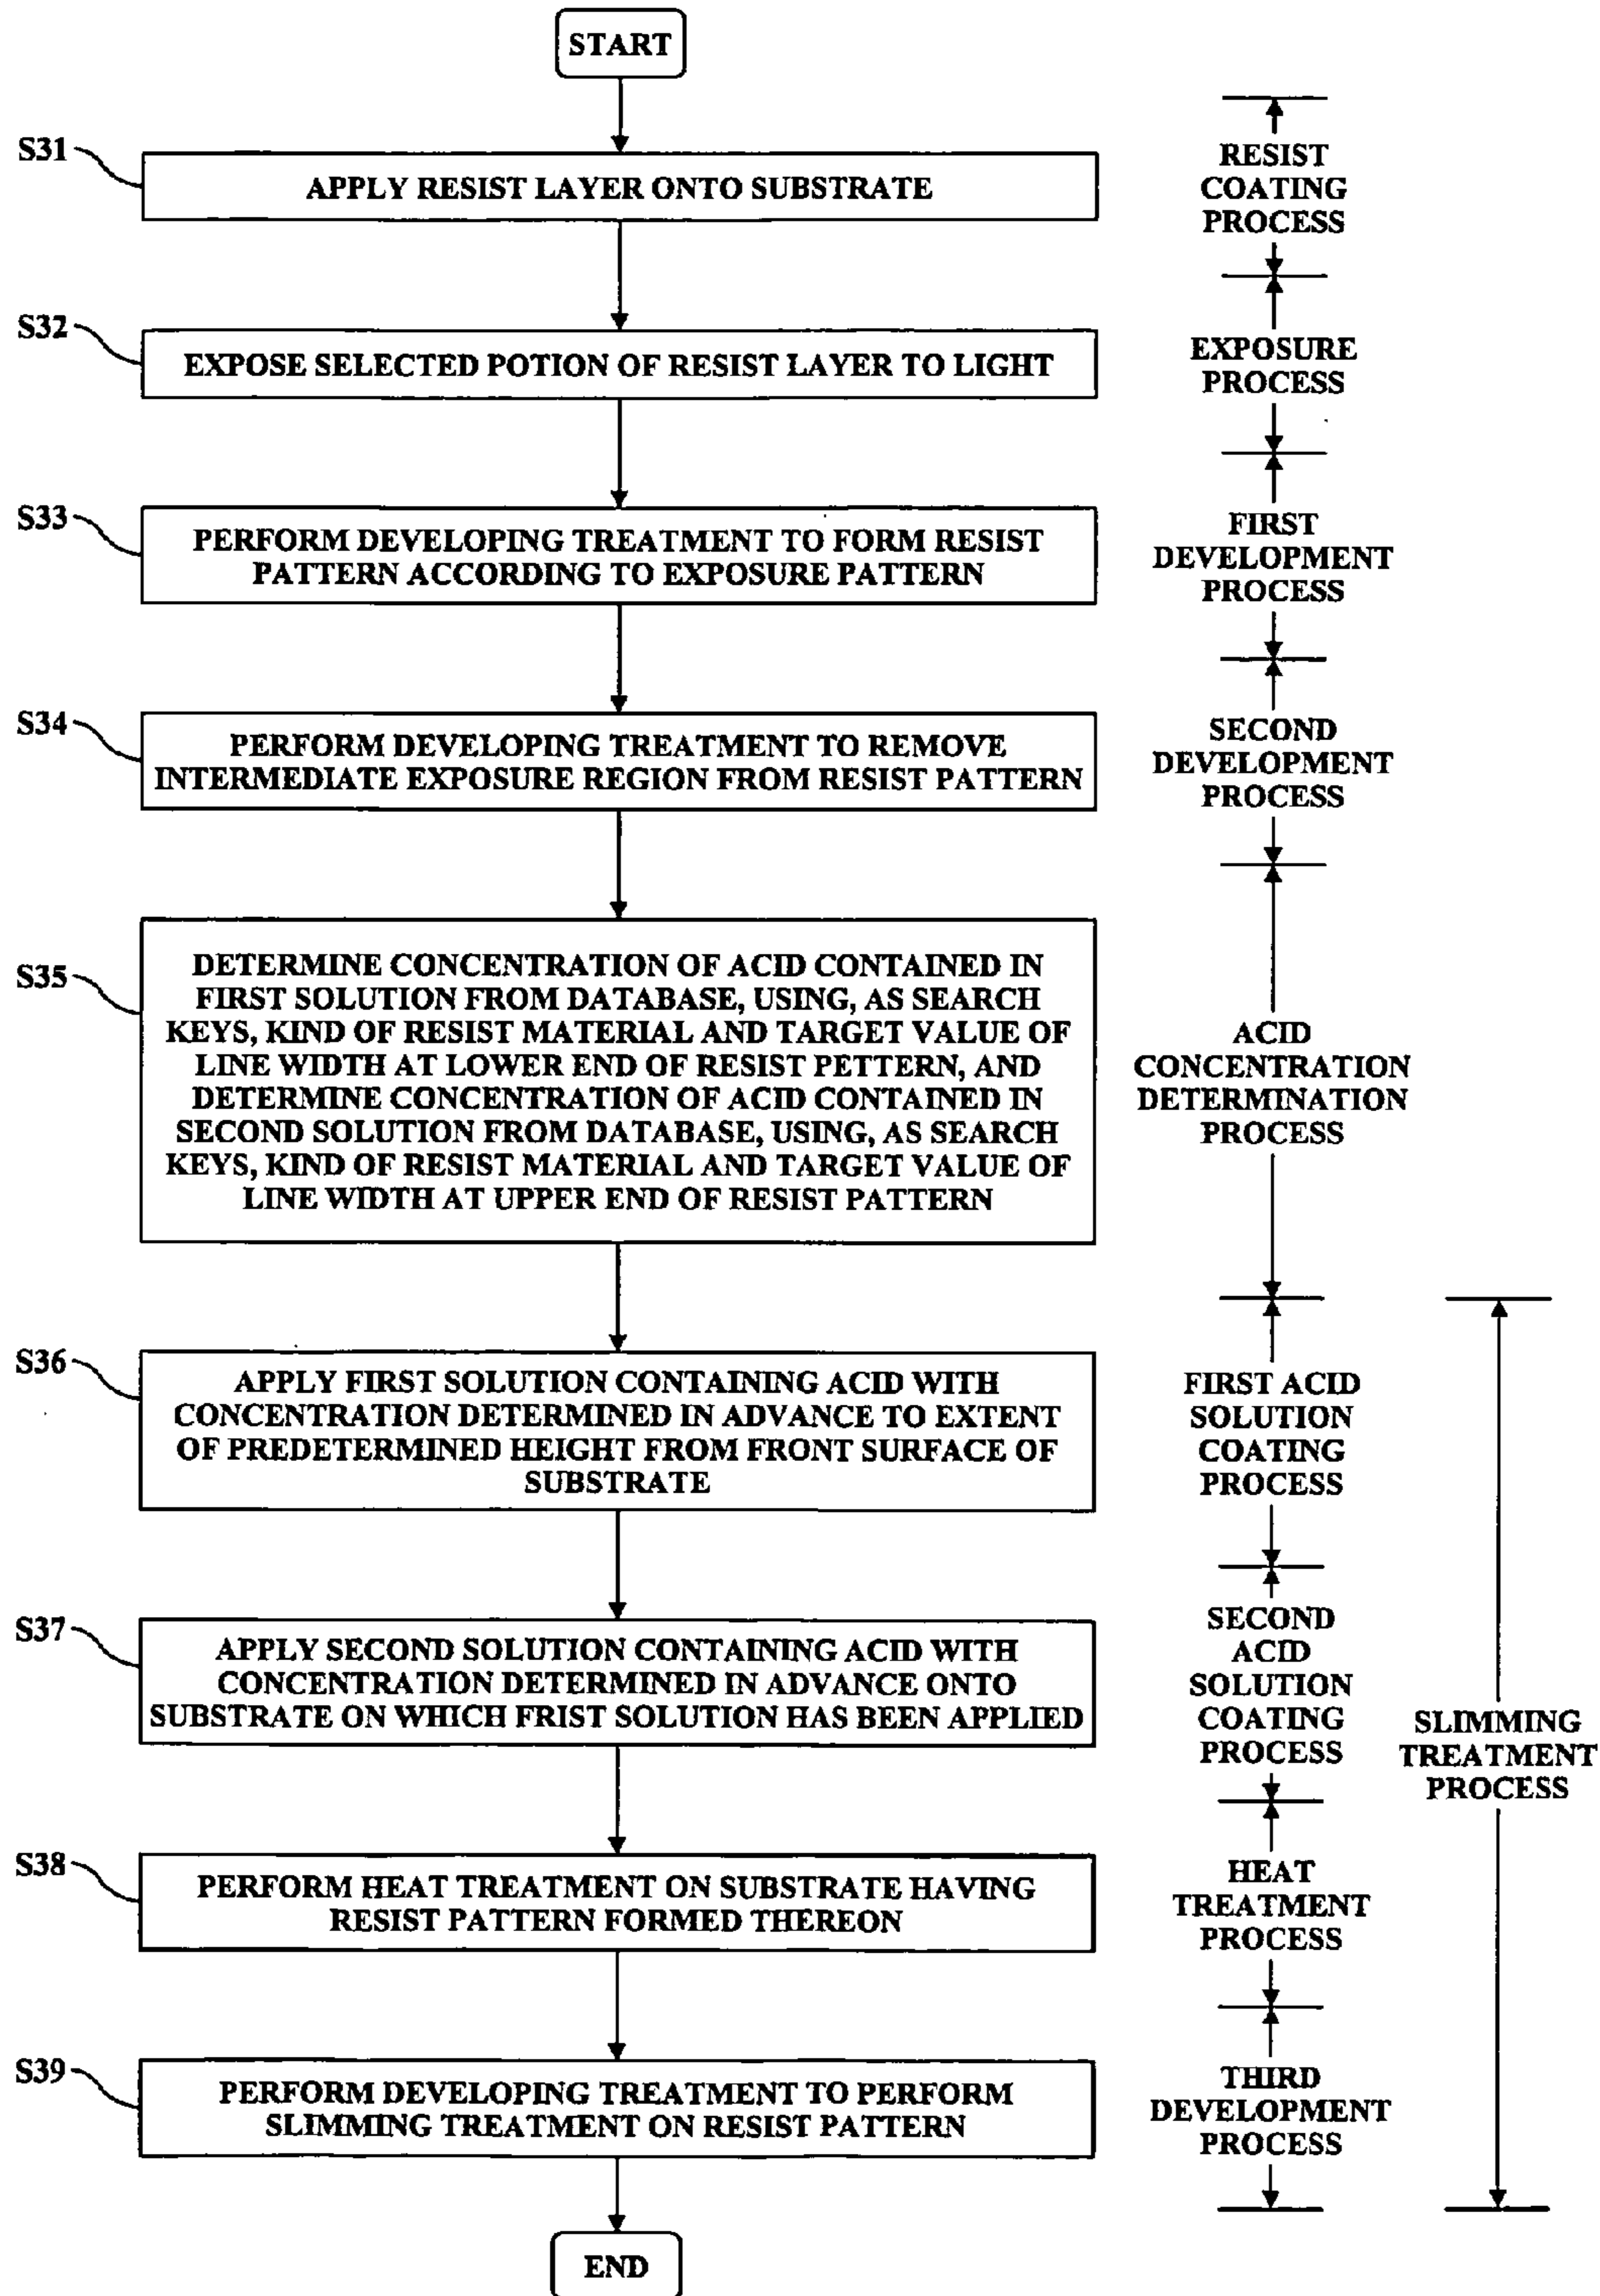 START
S31
APPLY RESIST LAYER ONTO SUBSTRATE
RESIST
COATING
PROCESS
S32
EXPOSE SELECTED POTION OF RESIST LAYER TO LIGHT
EXPOSURE
PROCESS
S33
PERFORM DEVELOPING TREATMENT TO FORM RESIST
PATTERN ACCORDING TO EXPOSURE PATTERN
FIRST
DEVELOPMENT
PROCESS
S34
PERFORM DEVELOPING TREATMENT TO REMOVE
INTERMEDIATE EXPOSURE REGION FROM RESIST PATTERN
SECOND
DEVELOPMENT
PROCESS
S35
DETERMINE CONCENTRATION OF ACID CONTAINED IN
FIRST SOLUTION FROM DATABASE, USING, AS SEARCH
KEYS, KIND OF RESIST MATERIAL AND TARGET VALUE OF
LINE WIDTH AT LOWER END OF RESIST PETTERN, AND
DETERMINE CONCENTRATION OF ACID CONTAINED IN
SECOND SOLUTION FROM DATABASE, USING, AS SEARCH
KEYS, KIND OF RESIST MATERIAL AND TARGET VALUE OF
LINE WIDTH AT UPPER END OF RESIST PATTERN
ACID
CONCENTRATION
DETERMINATION
PROCESS
S36
APPLY FIRST SOLUTION CONTAINING ACID WITH
CONCENTRATION DETERMINED IN ADVANCE TO EXTENT
OF PREDETERMINED HEIGHT FROM FRONT SURFACE OF
SUBSTRATE
FIRST ACID
SOLUTION
COATING
PROCESS
S37
APPLY SECOND SOLUTION CONTAINING ACID WITH
CONCENTRATION DETERMINED IN ADVANCE ONTO
SUBSTRATE ON WHICH FRIST SOLUTION HAS BEEN APPLIED
SECOND
ACID
SOLUTION
COATING
PROCESS
SLIMMING
TREATMENT
PROCESS
S38
PERFORM HEAT TREATMENT ON SUBSTRATE HAVING
RESIST PATTERN FORMED THEREON
HEAT
TREATMENT
PROCESS
S39
PERFORM DEVELOPING TREATMENT TO PERFORM
SLIMMING TREATMENT ON RESIST PATTERN
THIRD
DEVELOPMENT
PROCESS
END